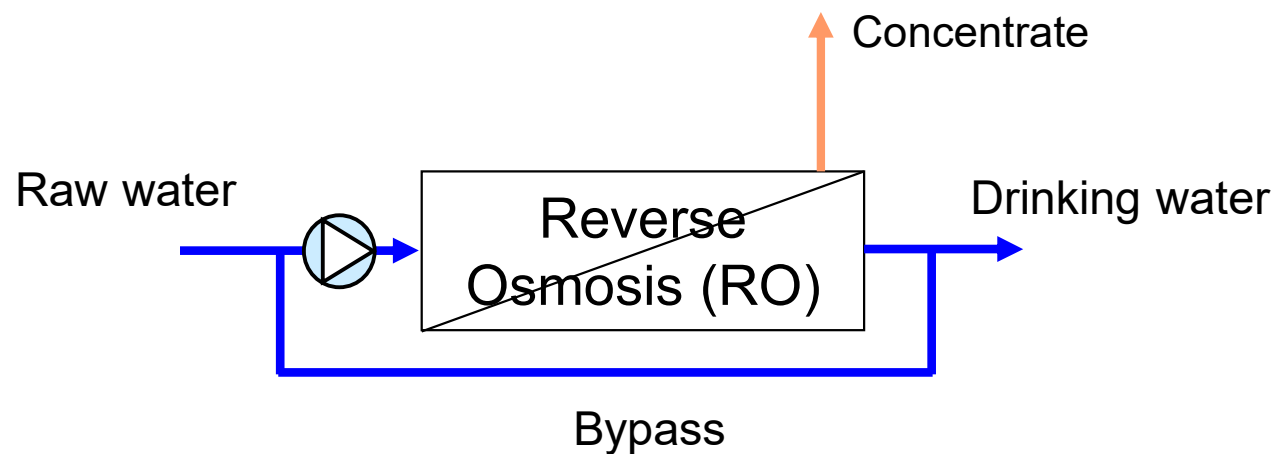 Concentrate
Raw water
Drinking water
Reverse
Osmosis (RO)
Bypass